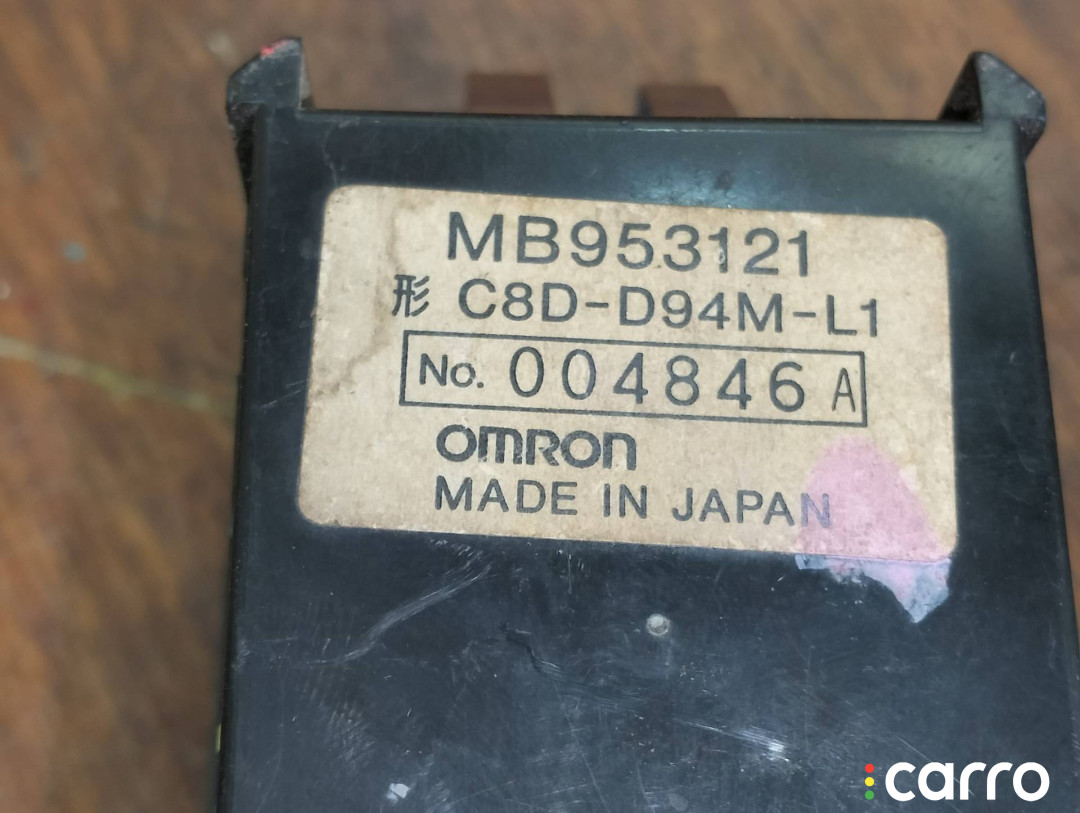 MB953121
形 C8D-D94M-L1
No. 004846 A
OMRON
MADE IN JAPAN
carro